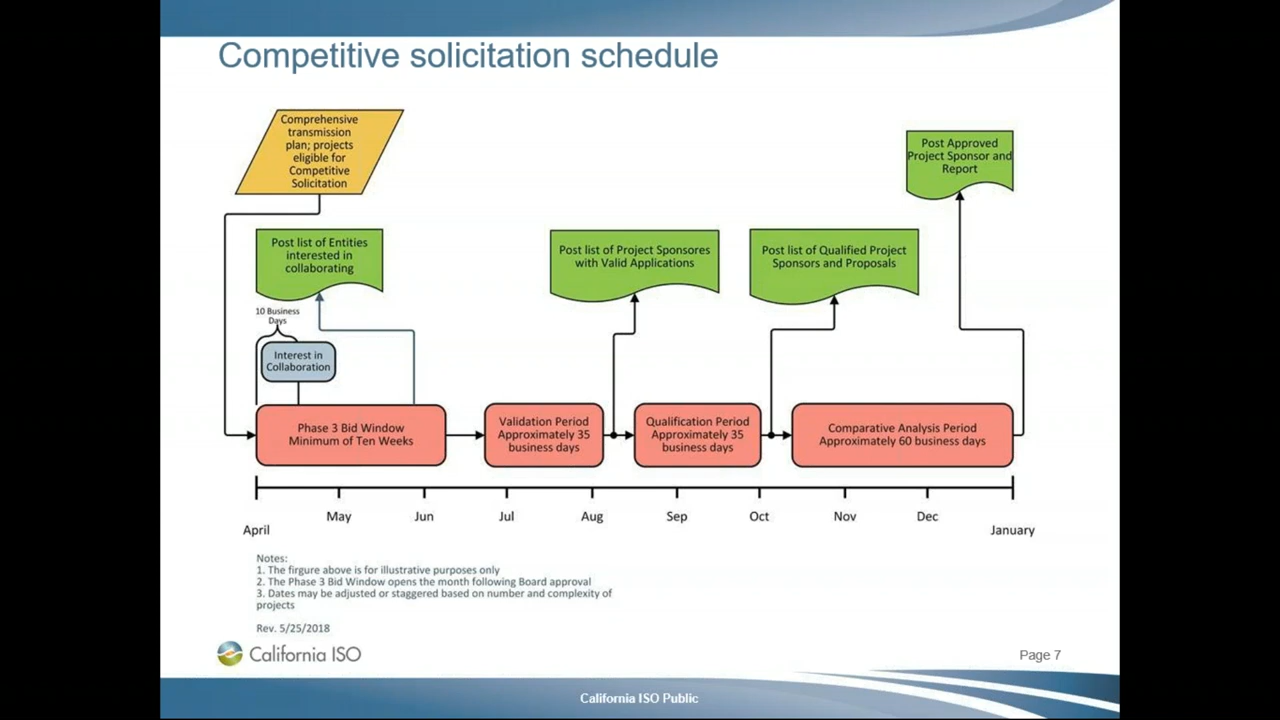 Competitive solicitation schedule
Comprehensive
transmission
plan; projects
eligible for
Competitive
Solicitation
Post Approved
Project Sponsor and
Report
Post list of Entities
interested in
collaborating
Post list of Project Sponsores
with Valid Applications
Post list of Qualified Project
Sponsors and Proposals
10 Business
Days
Interest in
Collaboration
Phase 3 Bid Window
Minimum of Ten Weeks
Validation Period
Approximately 35
business days
Qualification Period
Approximately 35
business days
Comparative Analysis Period
Approximately 60 business days
April
May
Jun
Jul
Aug
Sep
Oct
Nov
Dec
January
Notes:
1. The firgure above is for illustrative purposes only
2. The Phase 3 Bid Window opens the month following Board approval
3. Dates may be adjusted or staggered based on number and complexity of
projects
Rev. 5/25/2018
California ISO
Page 7
California ISO Public